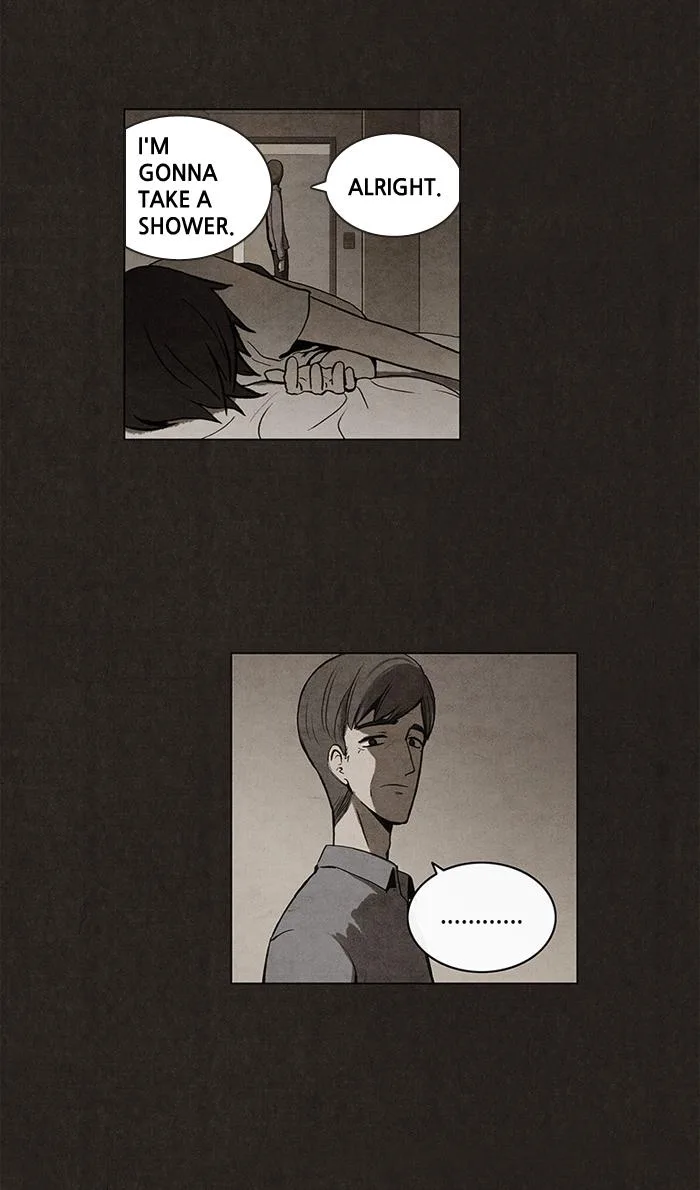 I'M
GONNA
TAKE A
SHOWER.
ALRIGHT.
............